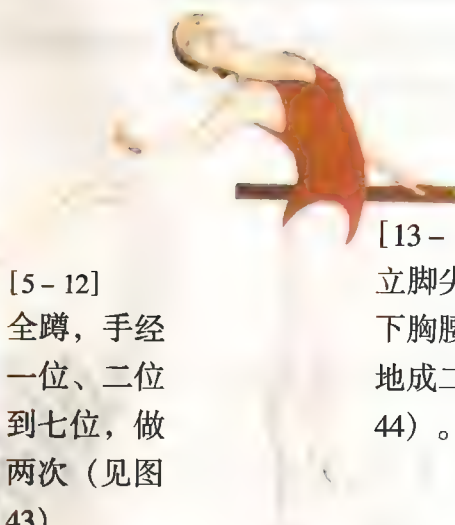 [5-12]
全蹲，手经
一位、二位
到七位，做
两次（见图
43）
[13-
立脚尖
下胸腰
地成二
44）。